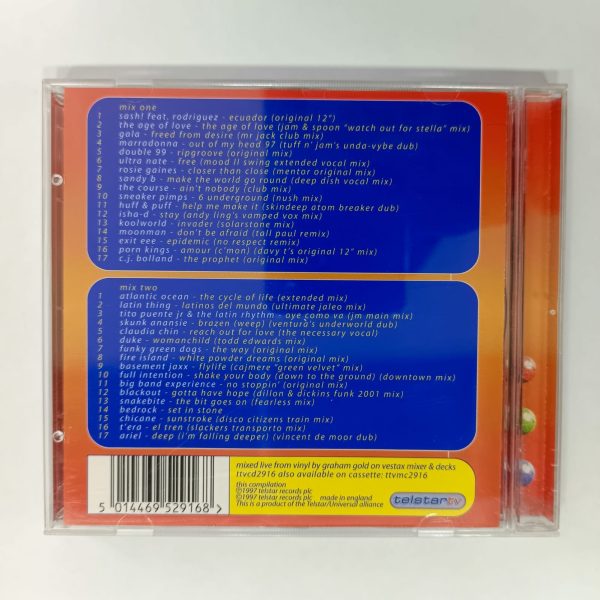 mix one
1 sash! feat. rodriguez - ecuador (original 12")
2 the age of love - the age of love (jam & spoon "watch out for stella" mix)
3 gala - freed from desire (mr jack club mix)
4 marradonna - out of my head 97 (tuff n' jam's unda-vybe dub)
5 double 99 - ripgroove (original mix)
6 ultra nate - free (mood II swing extended vocal mix)
7 rosie gaines - closer than close (mentor original mix)
8 sandy b - make the world go round (deep dish vocal mix)
9 the course - ain't nobody (club mix)
10 sneaker pimps - 6 underground (nush mix)
11 huff & puff - help me make it (skindeep atom breaker dub)
12 isha-d - stay (andy ling's vamped vox mix)
13 koolworld - invader (solarstone mix)
14 moonman - don't be afraid (tall paul remix)
15 exit eee - epidemic (no respect remix)
16 porn kings - amour (c'mon) (davy t's original 12" mix)
17 c.j. bolland - the prophet (original mix)
mix two
1 atlantic ocean - the cycle of life (extended mix)
2 latin thing - latinos del mundo (ultimate jaleo mix)
3 tito puente jr & the latin rhythm - oye como va (jm main mix)
4 skunk anansie - brazen (weep) (ventura's underworld dub)
5 claudia chin - reach out for love (the necessary vocal)
6 duke - womanchild (todd edwards mix)
7 funky green dogs - the way (original mix)
8 fire island - white powder dreams (original mix)
9 basement jaxx - flylife (cajmere "green velvet" mix)
10 full intention - shake your body (down to the ground) (downtown mix)
11 big band experience - no stoppin' (original mix)
12 blackout - gotta have hope (dillon & dickins funk 2001 mix)
13 snakebite - the bit goes on (fearless mix)
14 bedrock - set in stone
15 chicane - sunstroke (disco citizens train mix)
16 t'era - el tren (slackers transporto mix)
17 ariel - deep (i'm falling deeper) (vincent de moor dub)
mixed live from vinyl by graham gold on vestax mixer & decks
ttvcd2916 also available on cassette: ttvmc2916
this compilation
℗1997 telstar records plc
©1997 telstar records plc made in england
This is a product of the Telstar/Universal alliance
telstar tv
5 014469 529168 >